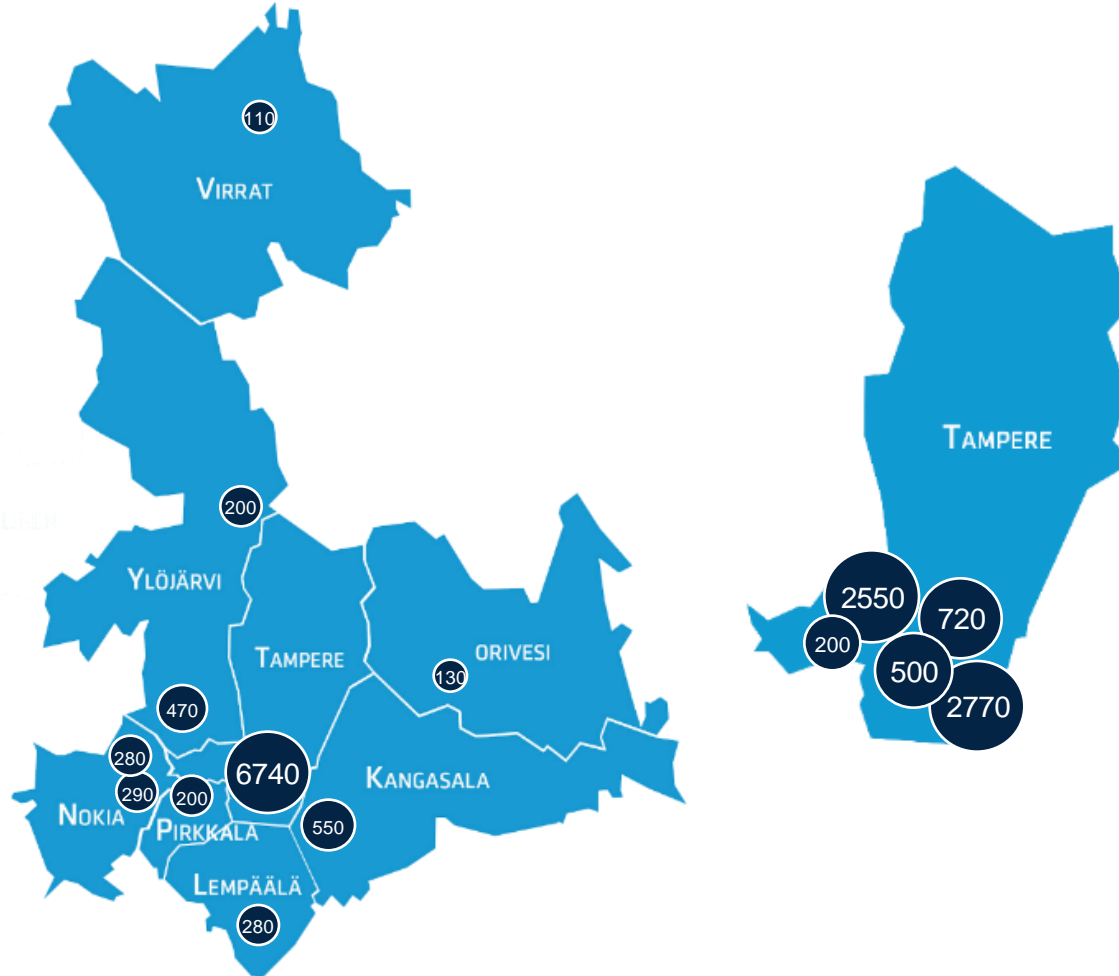 110
VIRRAT
200
YLÖJÄRVI
TAMPERE
ORIVESI
130
470
280
6740
KANGASALA
290
200
NOKIA
PIRKKALA
550
LEMPÄÄLÄ
280
TAMPERE
2550
720
200
500
2770